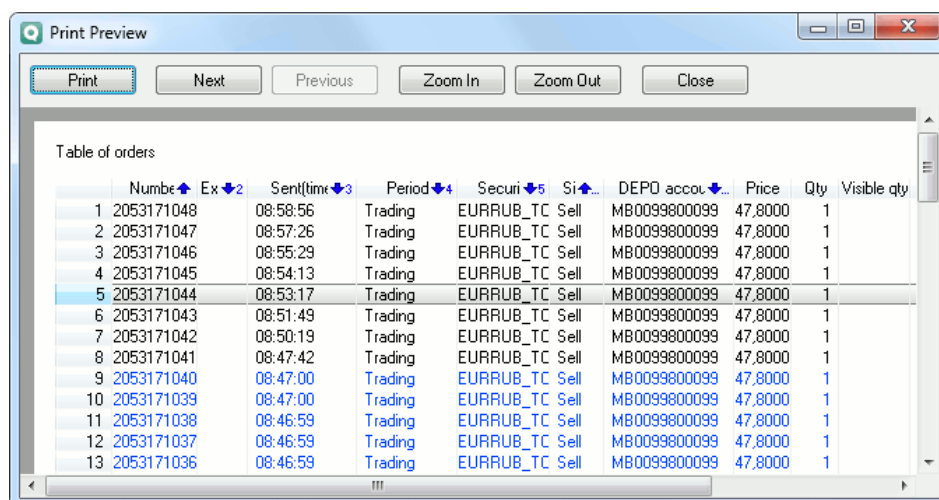 Print Preview
Print Next Previous Zoom In Zoom Out Close
Table of orders
Numbe Ex 2 Sent(time 3 Period 4 Securi 5 Si... DEPO accou... Price Qty Visible qty
1 2053171048 08:58:56 Trading EURRUB_TC Sell MB0099800099 47,8000 1
2 2053171047 08:57:26 Trading EURRUB_TC Sell MB0099800099 47,8000 1
3 2053171046 08:55:29 Trading EURRUB_TC Sell MB0099800099 47,8000 1
4 2053171045 08:54:13 Trading EURRUB_TC Sell MB0099800099 47,8000 1
5 2053171044 08:53:17 Trading EURRUB_TC Sell MB0099800099 47,8000 1
6 2053171043 08:51:49 Trading EURRUB_TC Sell MB0099800099 47,8000 1
7 2053171042 08:50:19 Trading EURRUB_TC Sell MB0099800099 47,8000 1
8 2053171041 08:47:42 Trading EURRUB_TC Sell MB0099800099 47,8000 1
9 2053171040 08:47:00 Trading EURRUB_TC Sell MB0099800099 47,8000 1
10 2053171039 08:47:00 Trading EURRUB_TC Sell MB0099800099 47,8000 1
11 2053171038 08:46:59 Trading EURRUB_TC Sell MB0099800099 47,8000 1
12 2053171037 08:46:59 Trading EURRUB_TC Sell MB0099800099 47,8000 1
13 2053171036 08:46:59 Trading EURRUB_TC Sell MB0099800099 47,8000 1